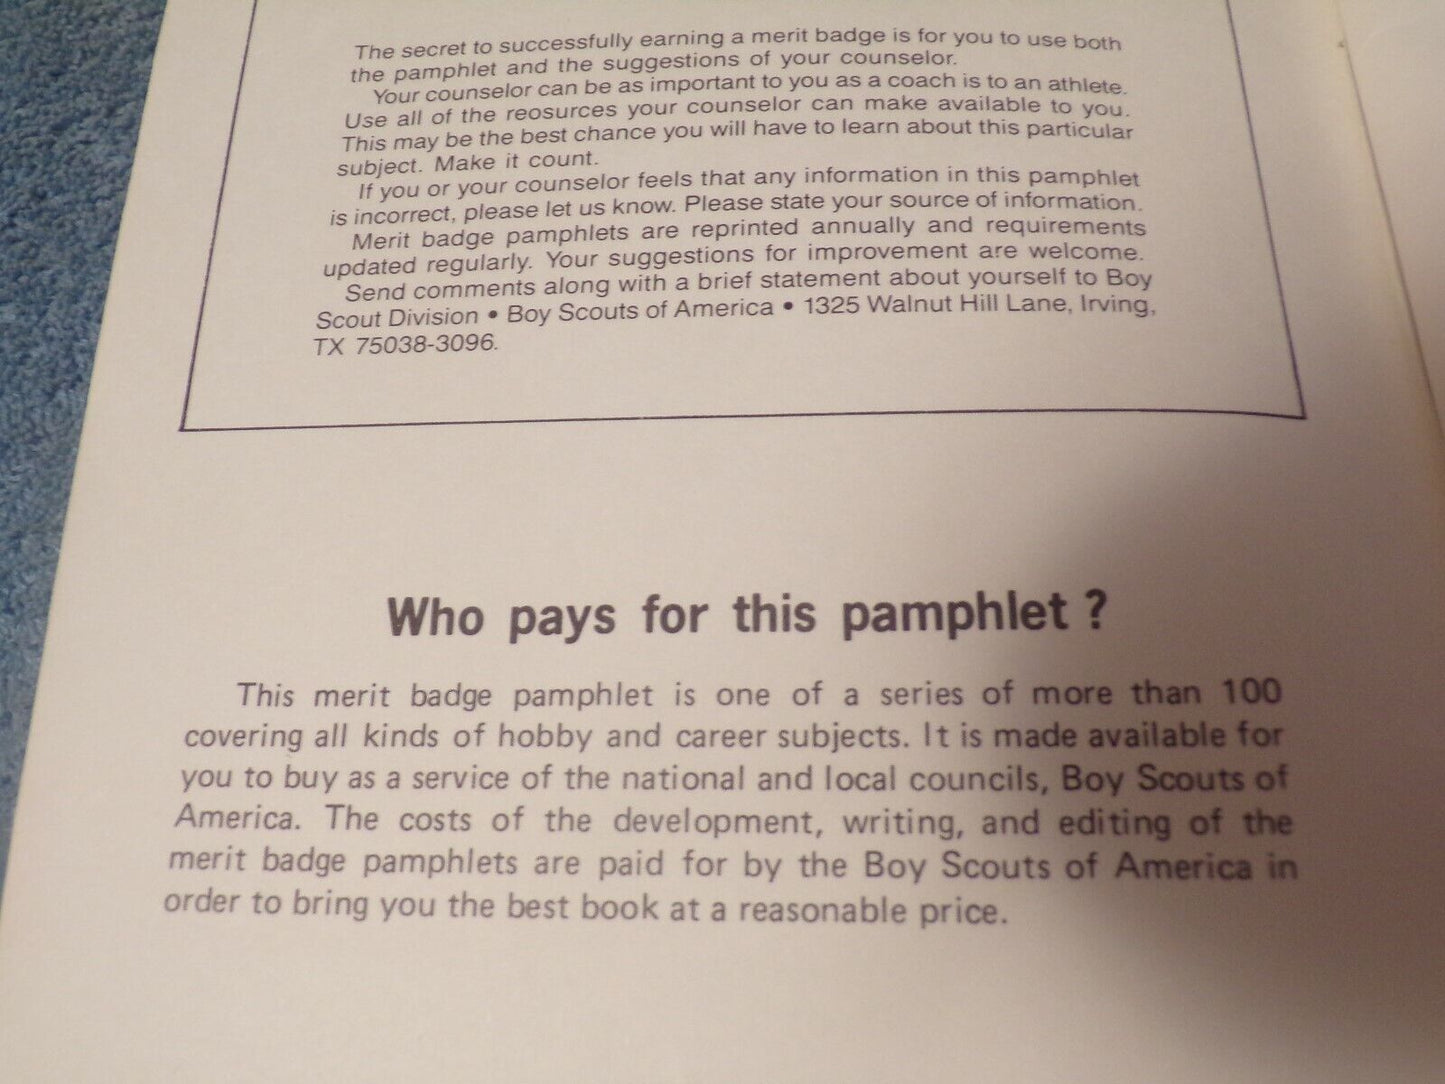 The secret to successfully earning a merit badge is for you to use both
the pamphlet and the suggestions of your counselor.
Your counselor can be as important to you as a coach is to an athlete.
Use all of the reosurces your counselor can make available to you.
This may be the best chance you will have to learn about this particular
subject. Make it count.
If you or your counselor feels that any information in this pamphlet
is incorrect, please let us know. Please state your source of information.
Merit badge pamphlets are reprinted annually and requirements
updated regularly. Your suggestions for improvement are welcome.
Send comments along with a brief statement about yourself to Boy
Scout Division • Boy Scouts of America • 1325 Walnut Hill Lane, Irving,
TX 75038-3096.
Who pays for this pamphlet ?
This merit badge pamphlet is one of a series of more than 100
covering all kinds of hobby and career subjects. It is made available for
you to buy as a service of the national and local councils, Boy Scouts of
America. The costs of the development, writing, and editing of the
merit badge pamphlets are paid for by the Boy Scouts of America in
order to bring you the best book at a reasonable price.